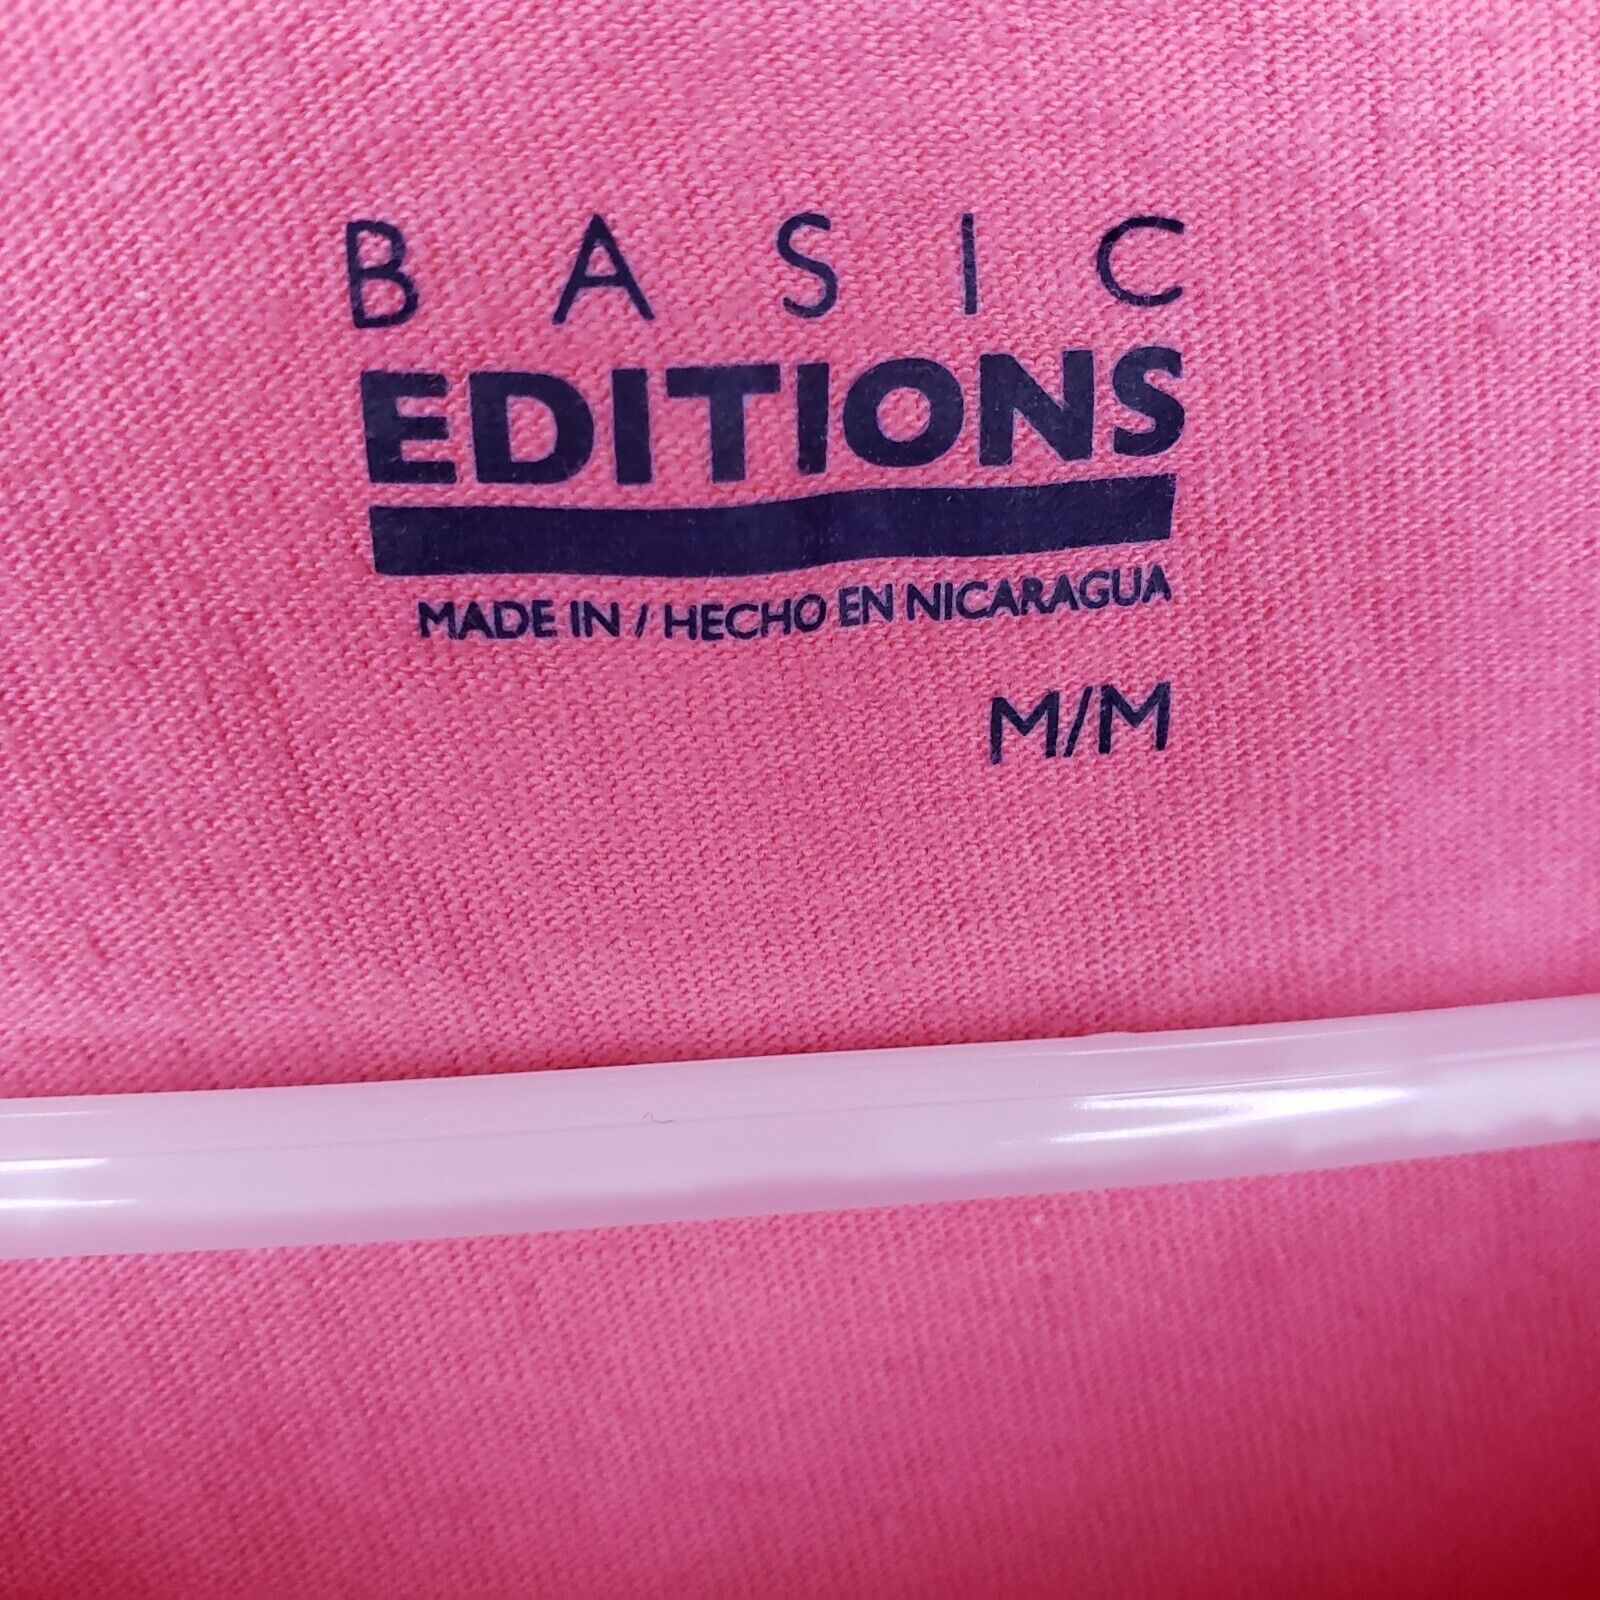 BASIC
EDITIONS
MADE IN / HECHO EN NICARAGUA
M/M